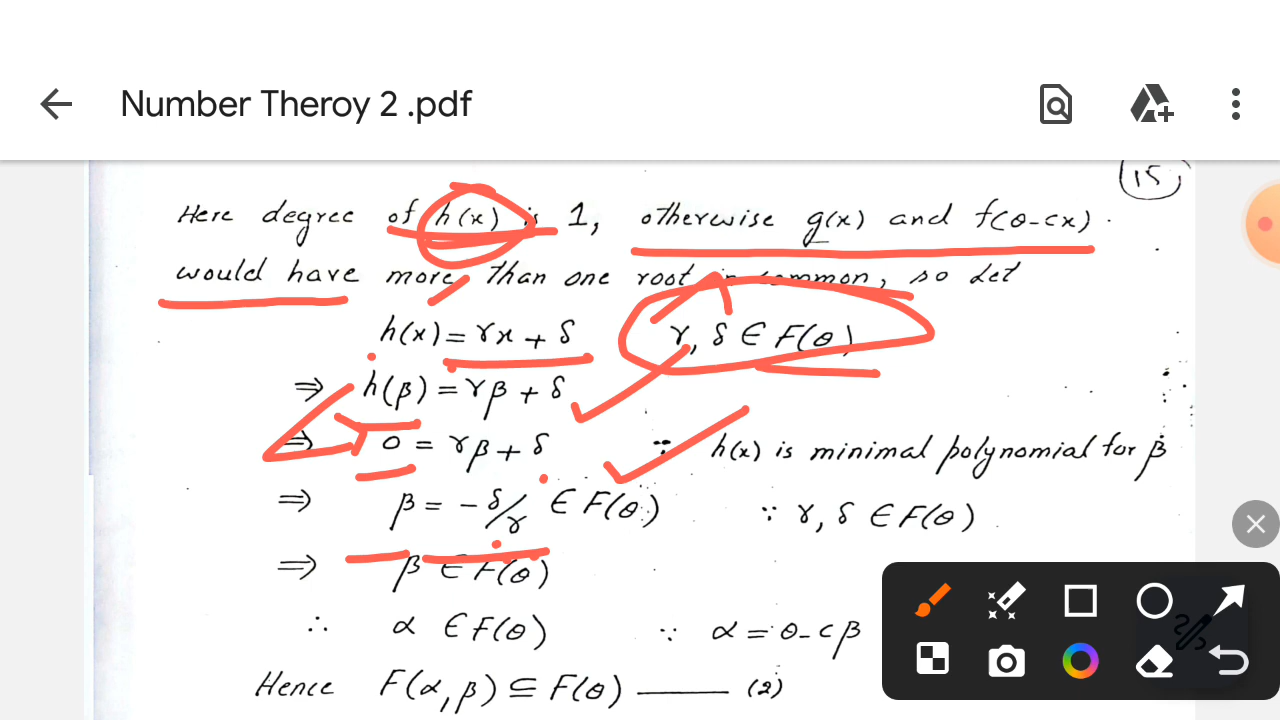 Number Theroy 2 .pdf
15
Here degree of h(x) is 1, otherwise g(x) and f(θ-cx)
would have more than one root in common, so let
h(x) = γx + δ γ, δ ∈ F(θ)
⇒ h(β) = γβ + δ
⇒ 0 = γβ + δ ∵ h(x) is minimal polynomial for β
⇒ β = -δ/γ ∈ F(θ) ∵ γ, δ ∈ F(θ)
⇒ β ∈ F(θ)
∴ α ∈ F(θ) ∵ α = θ - cβ
Hence F(α, β) ⊆ F(θ) —— (2)